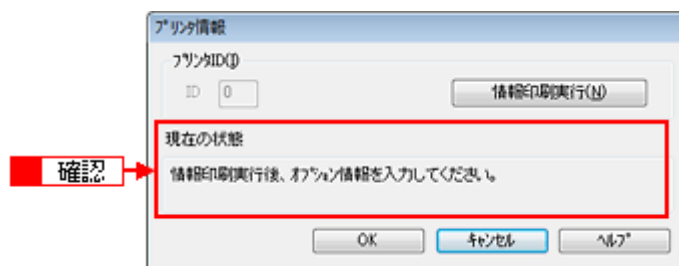 プリンタ情報
プリンタID(I)
ID 0
情報印刷実行(N)
現在の状態
確認
情報印刷実行後、オプション情報を入力してください。
OK キャンセル ヘルプ